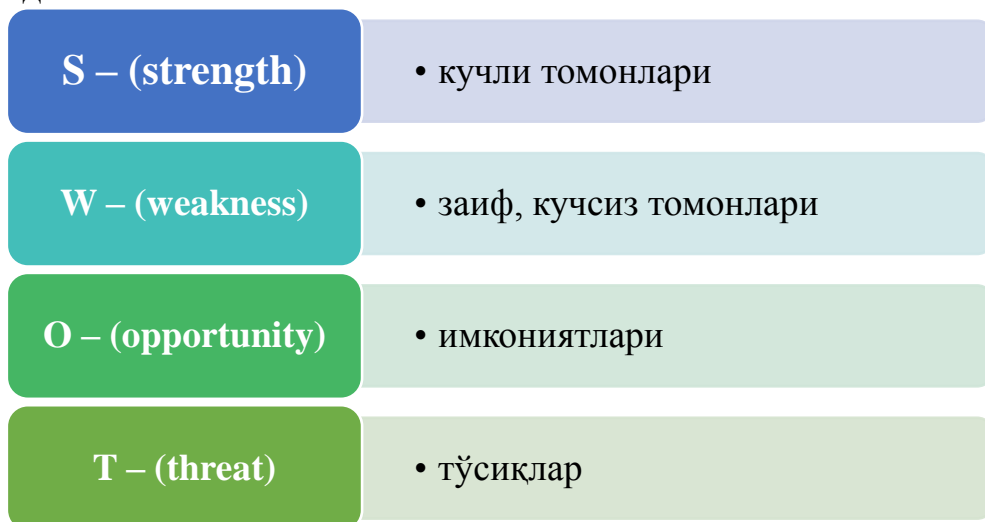 S – (strength)
• кучли томонлари
W – (weakness)
• заиф, кучсиз томонлари
O – (opportunity)
• имкониятлари
T – (threat)
• тўсиқлар